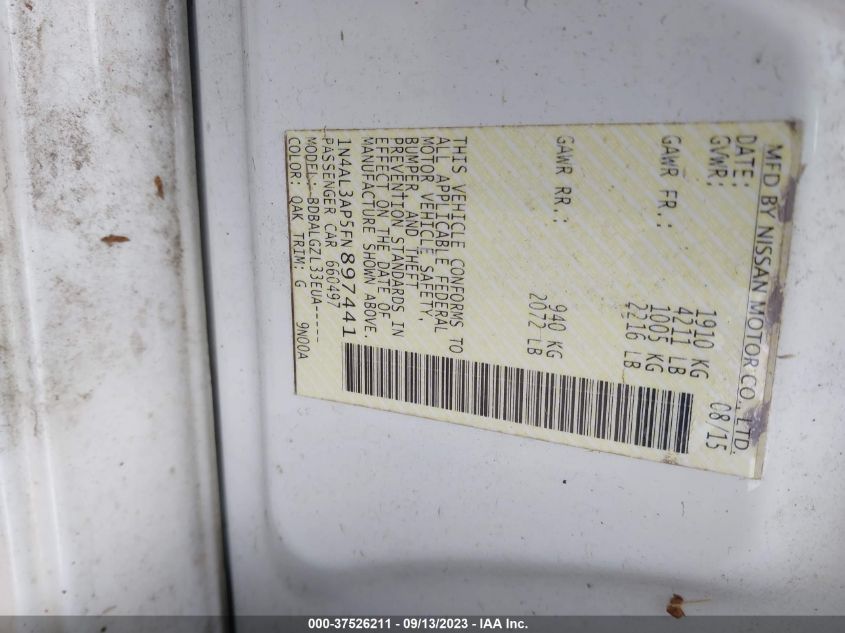 MFD BY NISSAN MOTOR CO., LTD.
DATE: 08/15
GVWR: 1910 KG
4211 LB
GAWR FR.: 1005 KG
2216 LB
GAWR RR.: 940 KG
2072 LB
THIS VEHICLE CONFORMS TO
ALL APPLICABLE FEDERAL
MOTOR VEHICLE SAFETY,
BUMPER, AND THEFT
PREVENTION STANDARDS IN
EFFECT ON THE DATE OF
MANUFACTURE SHOWN ABOVE.
1N4AL3AP5FN897441
PASSENGER CAR 660497
MODEL: BDBALGZL33EUA-----
COLOR: QAK TRIM: G 9N00A
000-37526211 - 09/13/2023 - IAA Inc.